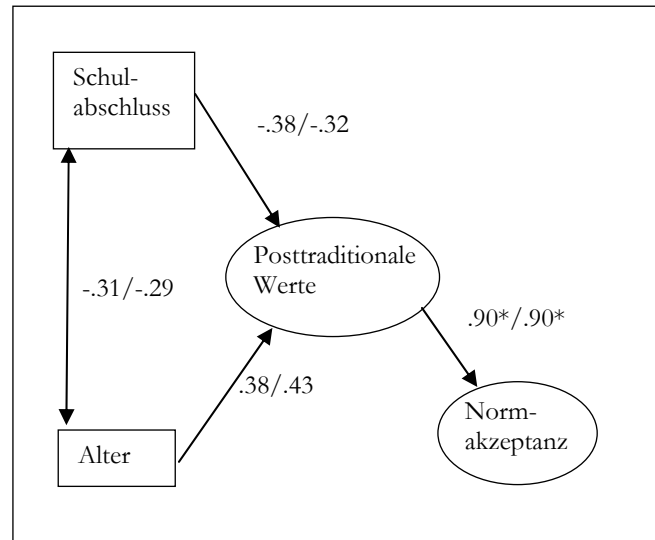 Schul-
abschluss
-.38/-.32
Posttraditionale
Werte
-.31/-.29
.90*/.90*
.38/.43
Norm-
akzeptanz
Alter